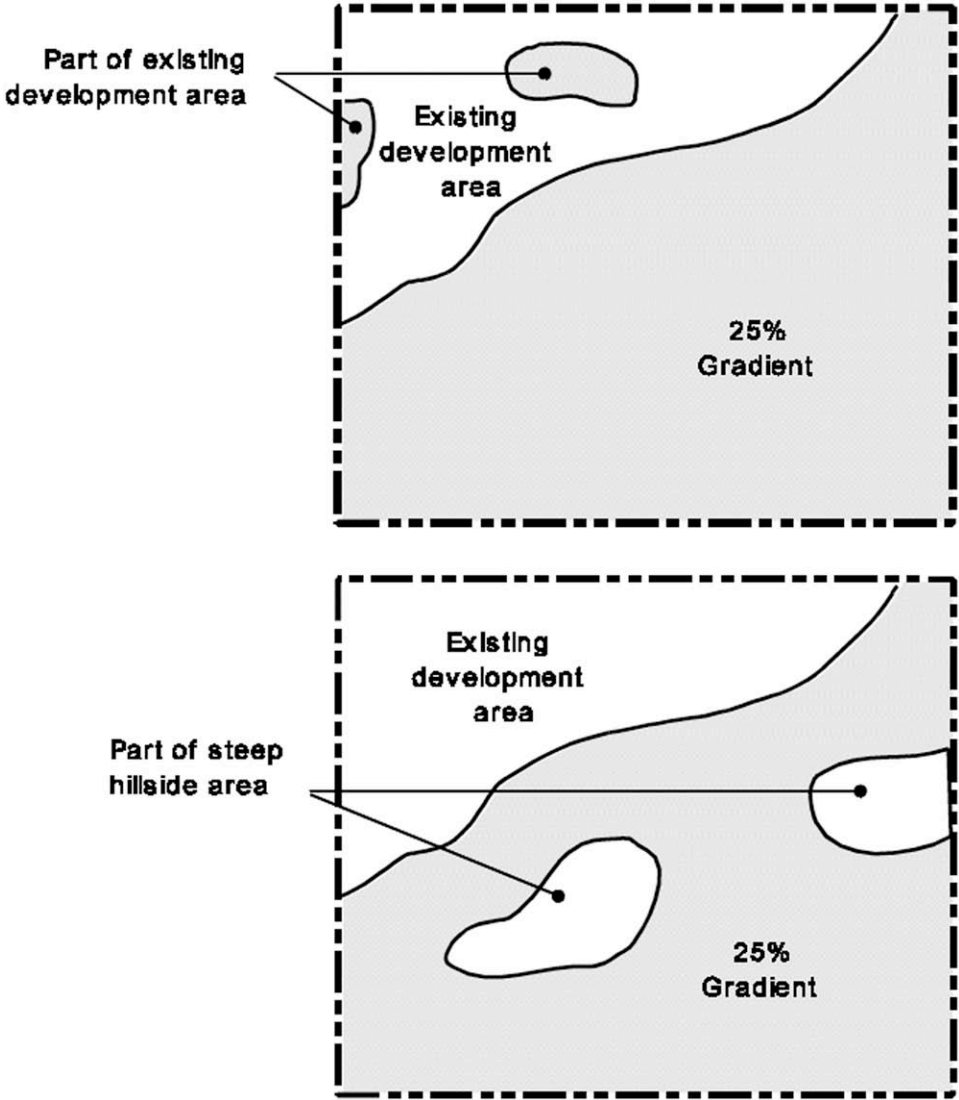 Part of existing
development area
Existing
development
area
25%
Gradient
Existing
development
area
Part of steep
hillside area
25%
Gradient